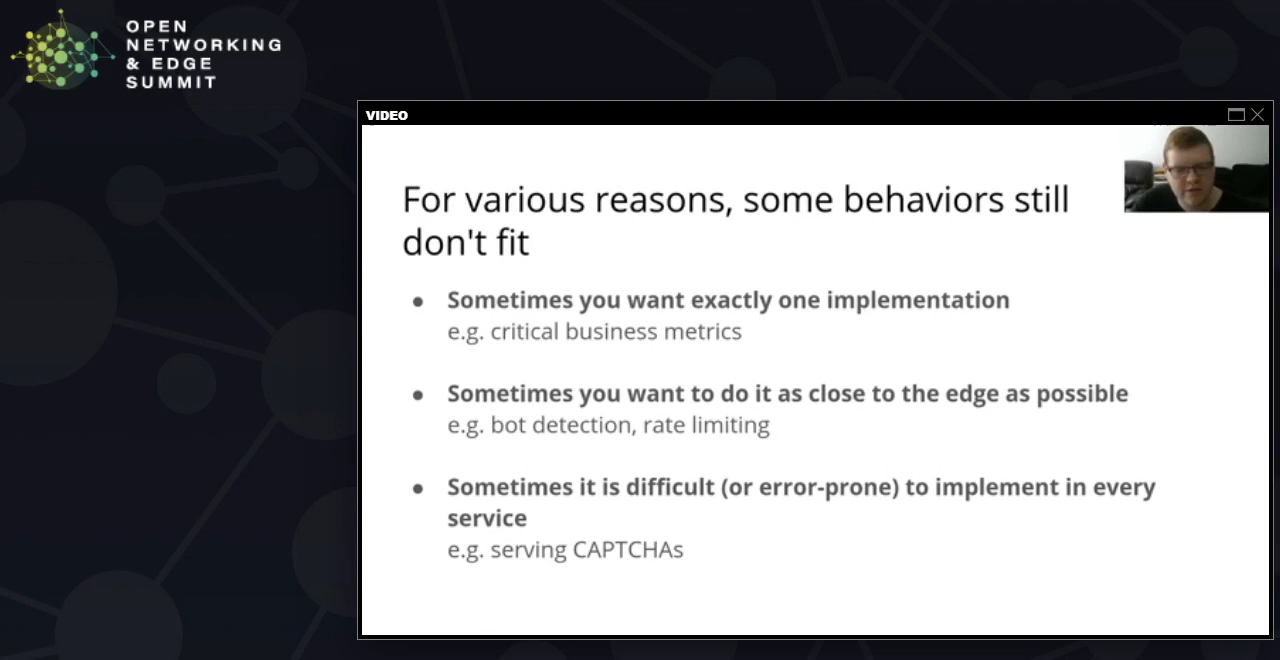 OPEN
NETWORKING
& EDGE
SUMMIT
VIDEO
For various reasons, some behaviors still
don't fit
● Sometimes you want exactly one implementation
e.g. critical business metrics
● Sometimes you want to do it as close to the edge as possible
e.g. bot detection, rate limiting
● Sometimes it is difficult (or error-prone) to implement in every
service
e.g. serving CAPTCHAs